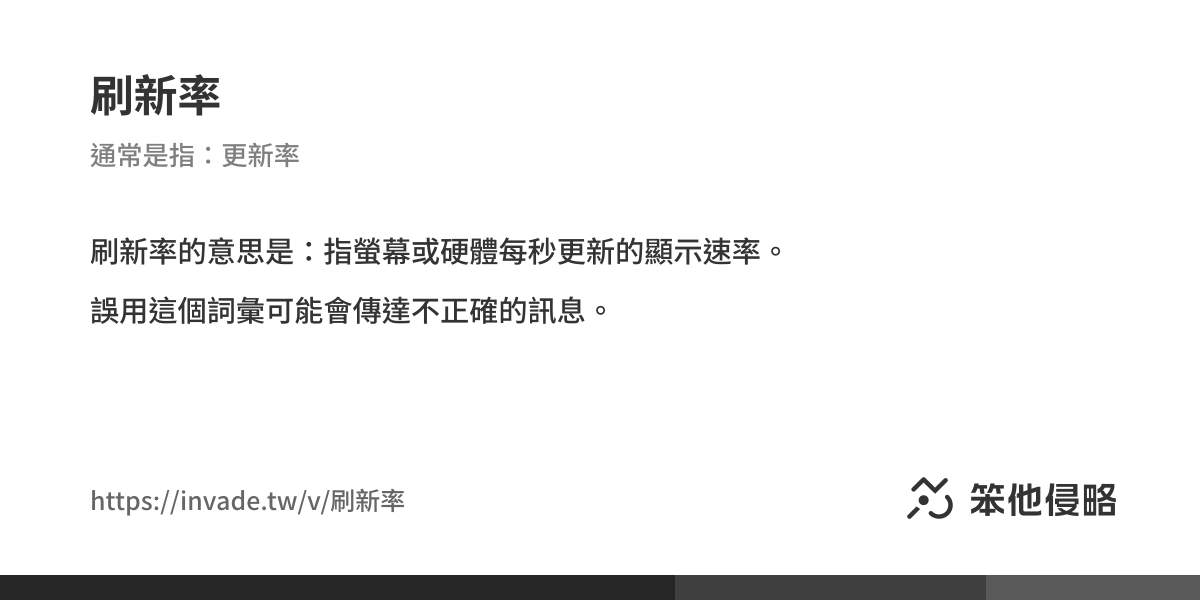 刷新率
通常是指：更新率
刷新率的意思是：指螢幕或硬體每秒更新的顯示速率。
誤用這個詞彙可能會傳達不正確的訊息。
https://invade.tw/v/刷新率
笨他侵略